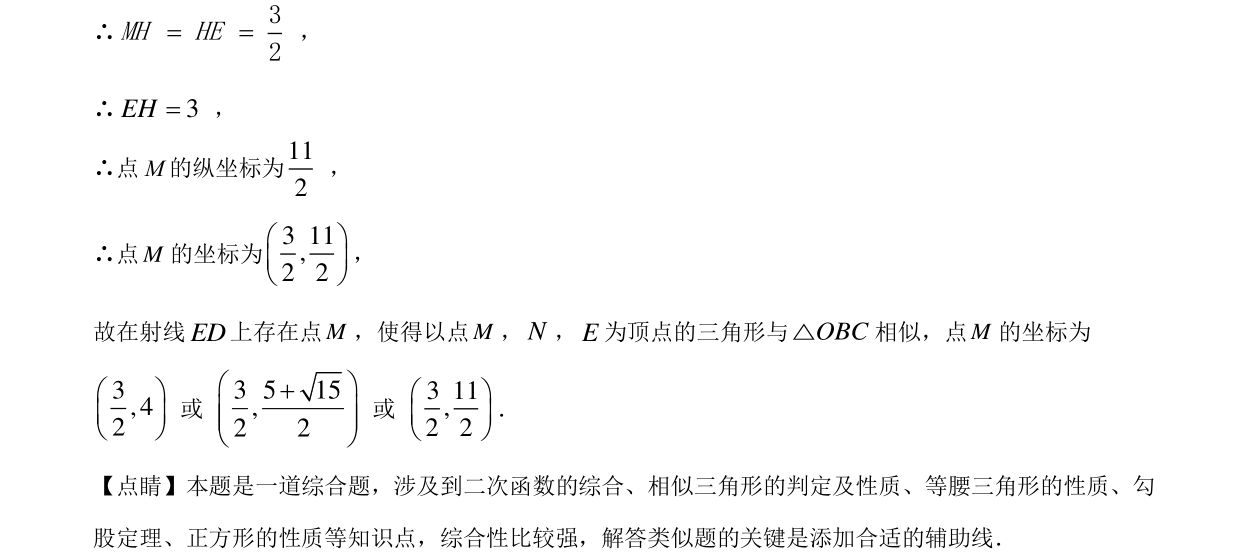 ∴ MH = HE = 3/2 ，
∴ EH = 3 ，
∴点 M 的纵坐标为 11/2 ，
∴点 M 的坐标为 (3/2, 11/2)，
故在射线 ED 上存在点 M ，使得以点 M ， N ， E 为顶点的三角形与 △OBC 相似，点 M 的坐标为
(3/2, 4) 或 (3/2, (5+√15)/2) 或 (3/2, 11/2)．
【点睛】本题是一道综合题，涉及到二次函数的综合、相似三角形的判定及性质、等腰三角形的性质、勾
股定理、正方形的性质等知识点，综合性比较强，解答类似题的关键是添加合适的辅助线．